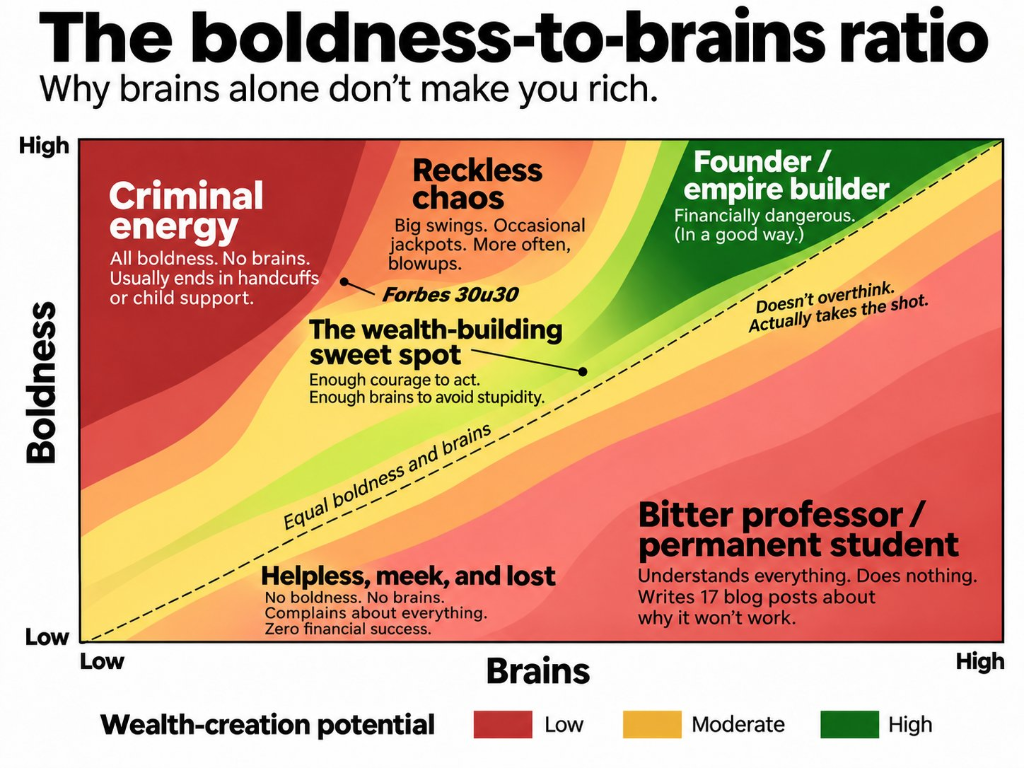 The boldness-to-brains ratio
Why brains alone don't make you rich.
High
Criminal
energy
All boldness. No brains.
Usually ends in handcuffs
or child support.
Reckless
chaos
Big swings. Occasional
jackpots. More often,
blowups.
Founder /
empire builder
Financially dangerous.
(In a good way.)
Forbes 30u30
Doesn't overthink.
Actually takes the shot.
The wealth-building
sweet spot
Enough courage to act.
Enough brains to avoid stupidity.
Boldness
Equal boldness and brains
Bitter professor /
permanent student
Understands everything. Does nothing.
Writes 17 blog posts about
why it won't work.
Helpless, meek, and lost
No boldness. No brains.
Complains about everything.
Zero financial success.
Low
Low
Brains
High
Wealth-creation potential
Low
Moderate
High